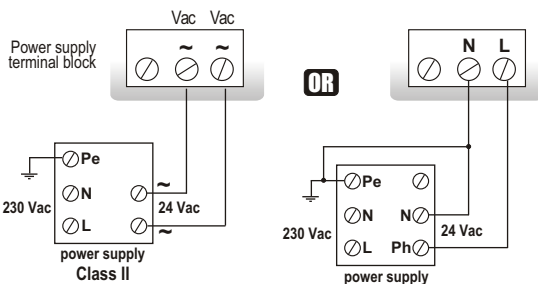 Vac Vac
Power supply
terminal block
~ ~
Pe
N
L
230 Vac
~
24 Vac
~
power supply
Class II
OR
N L
Pe
N
L
230 Vac
N
Ph
24 Vac
power supply